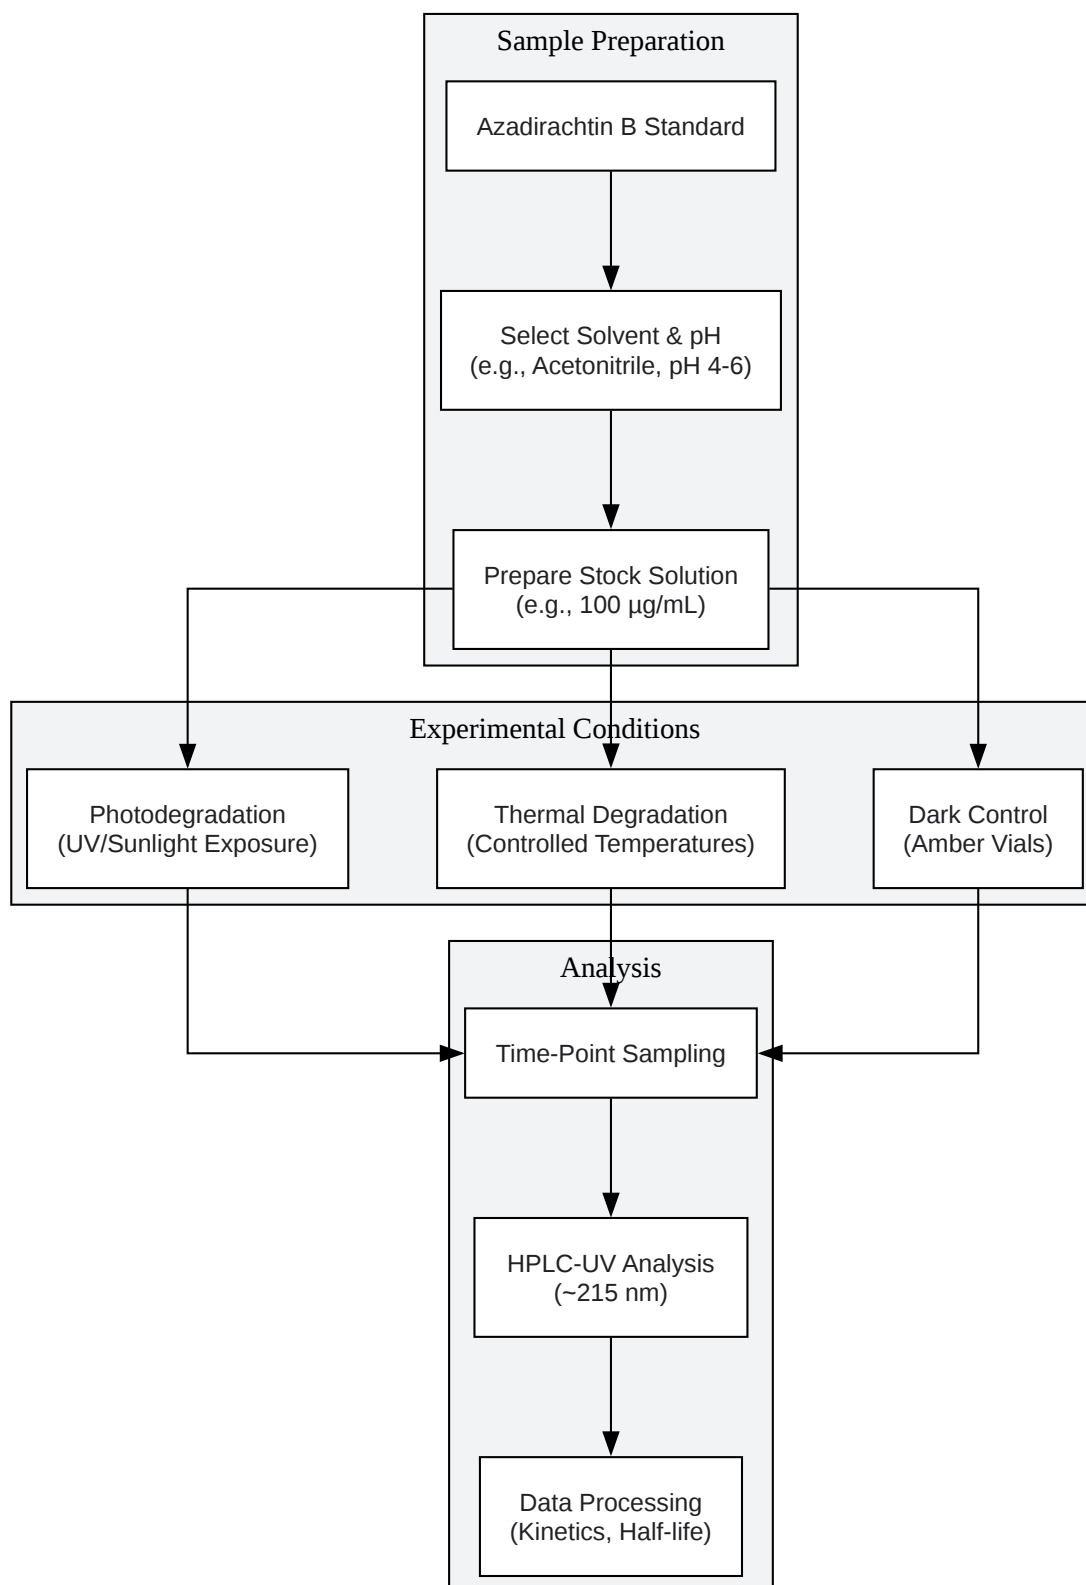 Sample Preparation
Azadirachtin B Standard
Select Solvent & pH
(e.g., Acetonitrile, pH 4-6)
Prepare Stock Solution
(e.g., 100 µg/mL)
Experimental Conditions
Photodegradation
(UV/Sunlight Exposure)
Thermal Degradation
(Controlled Temperatures)
Dark Control
(Amber Vials)
Analysis
Time-Point Sampling
HPLC-UV Analysis
(~215 nm)
Data Processing
(Kinetics, Half-life)